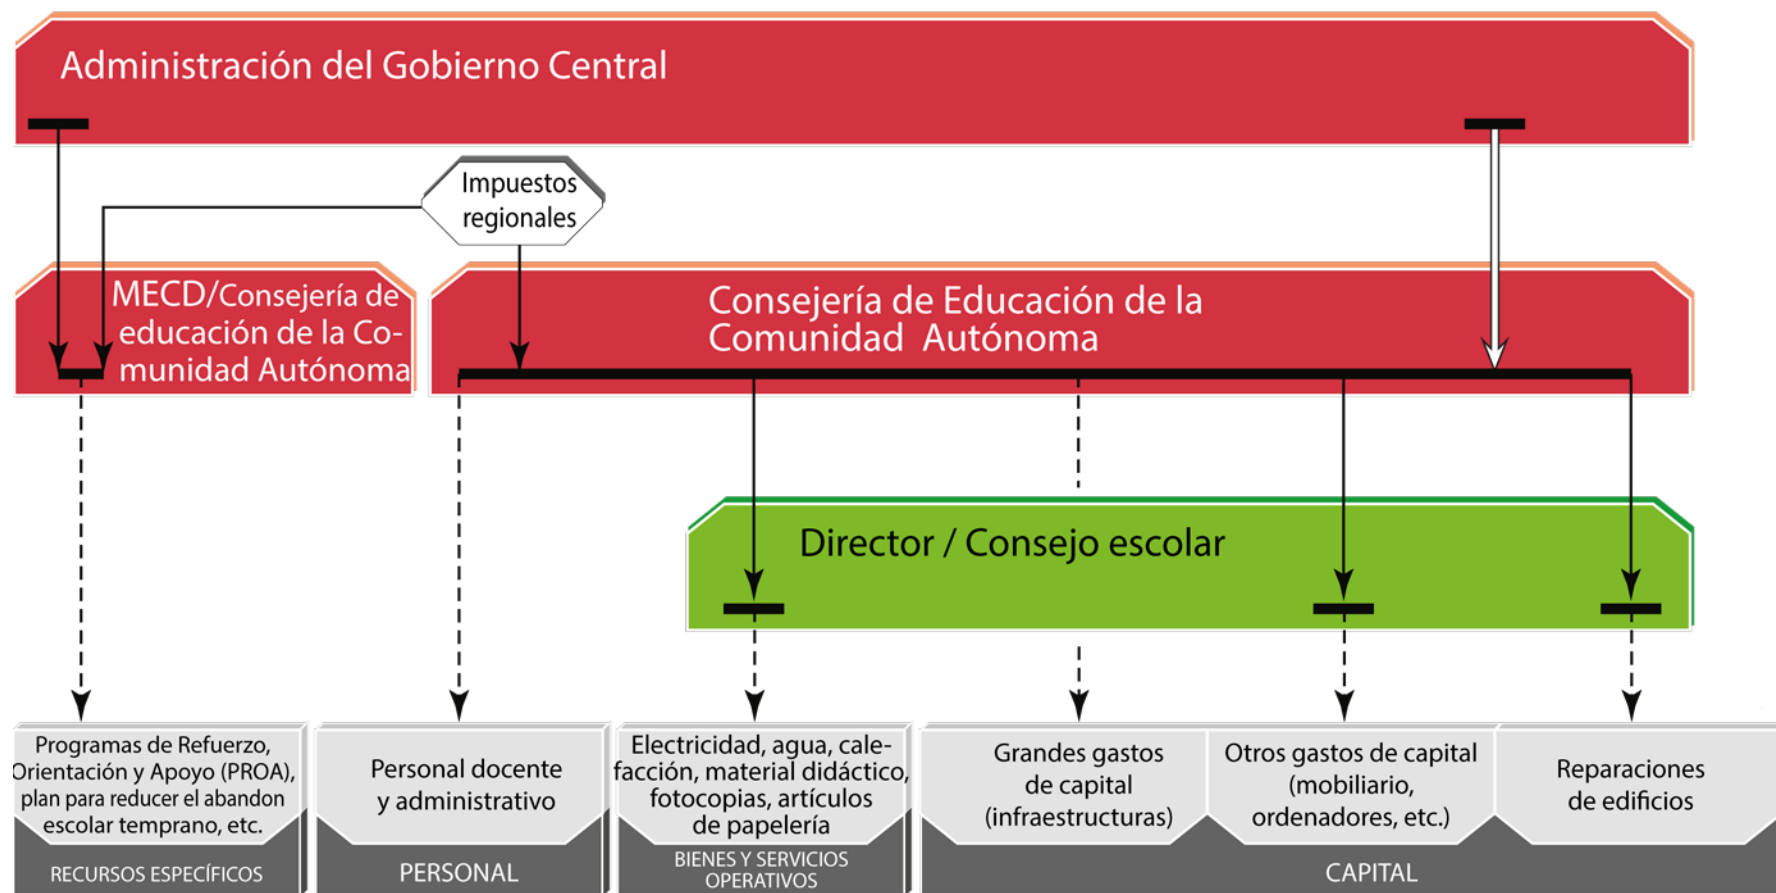 Administración del Gobierno Central
Impuestos
regionales
MECD/Consejería de
educación de la Co-
munidad Autónoma
Consejería de Educación de la
Comunidad Autónoma
Director / Consejo escolar
Programas de Refuerzo,
Orientación y Apoyo (PROA),
plan para reducer el abandon
escolar temprano, etc.
RECURSOS ESPECÍFICOS
Personal docente
y administrativo
PERSONAL
Electricidad, agua, cale-
facción, material didáctico,
fotocopias, artículos
de papelería
BIENES Y SERVICIOS
OPERATIVOS
Grandes gastos
de capital
(infraestructuras)
Otros gastos de capital
(mobiliario,
ordenadores, etc.)
Reparaciones
de edificios
CAPITAL